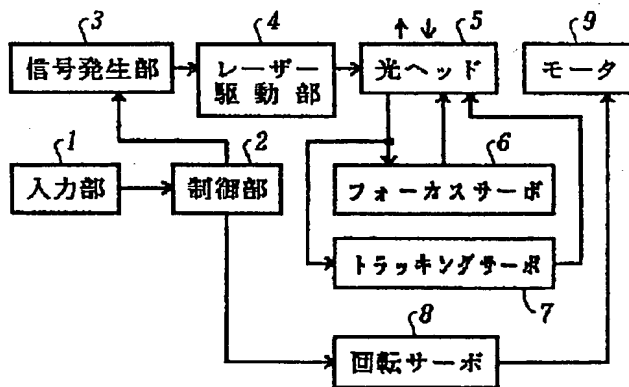 3
信号発生部
4
レーザー
駆動部
↑ ↓
5
光ヘッド
9
モータ
1
入力部
2
制御部
6
フォーカスサーボ
トラッキングサーボ
7
8
回転サーボ